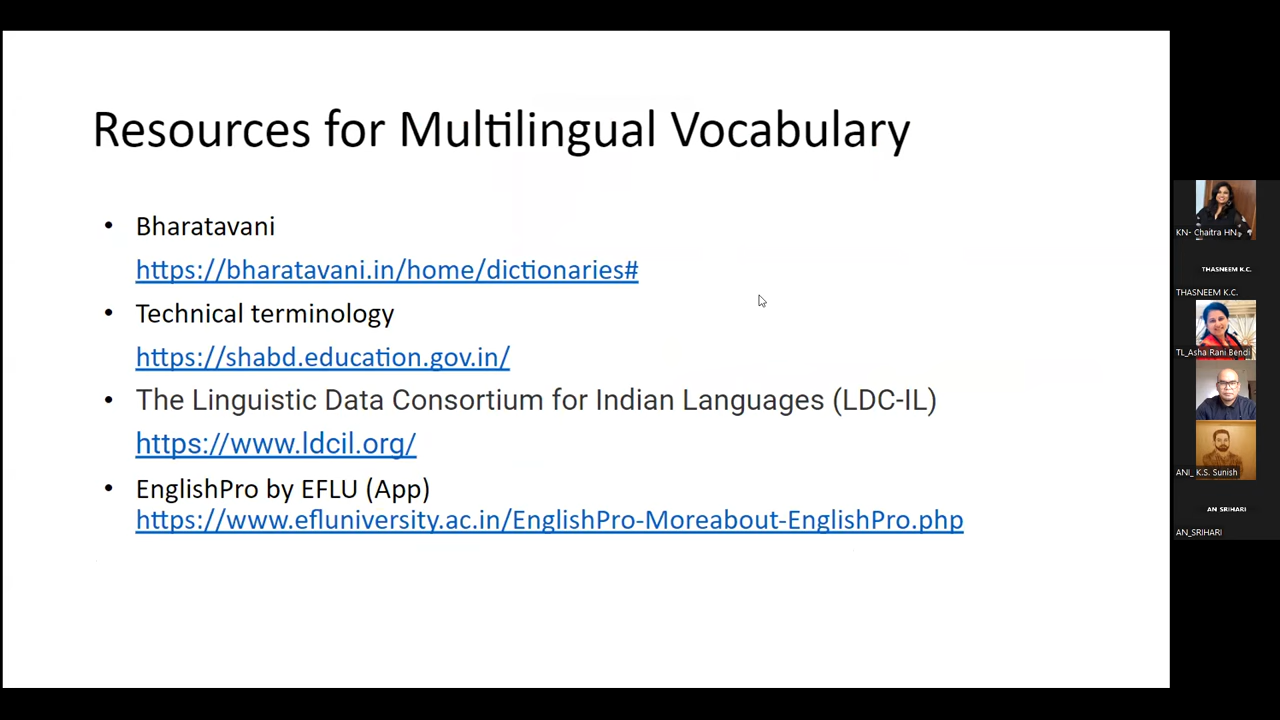 Resources for Multilingual Vocabulary
• Bharatavani
https://bharatavani.in/home/dictionaries#
• Technical terminology
https://shabd.education.gov.in/
• The Linguistic Data Consortium for Indian Languages (LDC-IL)
https://www.ldcil.org/
• EnglishPro by EFLU (App)
https://www.efluniversity.ac.in/EnglishPro-Moreabout-EnglishPro.php
KN- Chaitra HN
THASNEEM K.C.
THASNEEM K.C.
TL_Asha Rani Bendi
ANI_ K.S. Sunish
AN SRIHARI
AN_SRIHARI